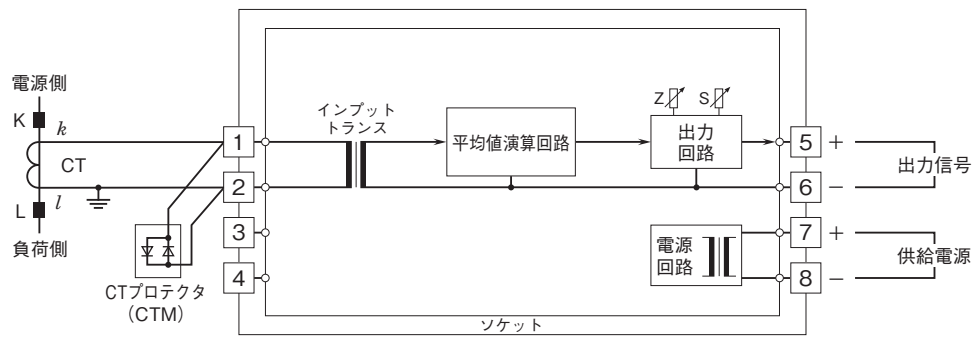 電源側
K
k
CT
l
L
負荷側
CTプロテクタ
(CTM)
1
2
3
4
インプット
トランス
平均値演算回路
Z
S
出力
回路
電源
回路
ソケット
5
+
6
−
7
+
8
−
出力信号
供給電源